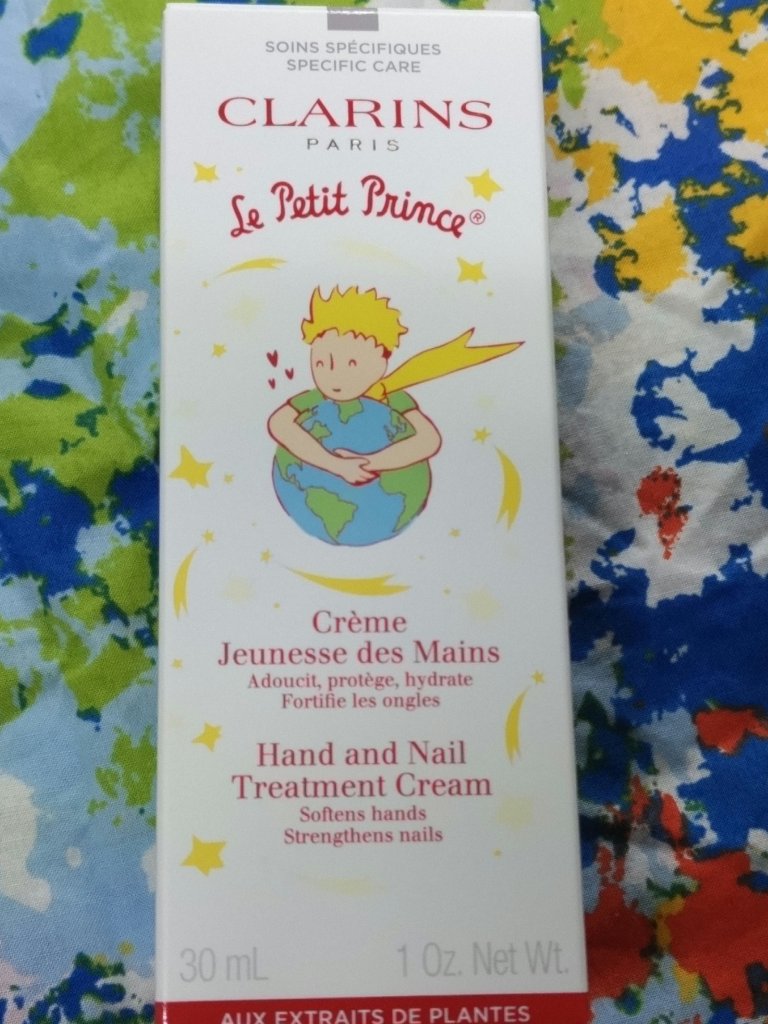 SOINS SPÉCIFIQUES
SPECIFIC CARE
CLARINS
PARIS
Le Petit Prince®
Crème
Jeunesse des Mains
Adoucit, protège, hydrate
Fortifie les ongles
Hand and Nail
Treatment Cream
Softens hands
Strengthens nails
30 mL 1 Oz. Net Wt.
AUX EXTRAITS DE PLANTES